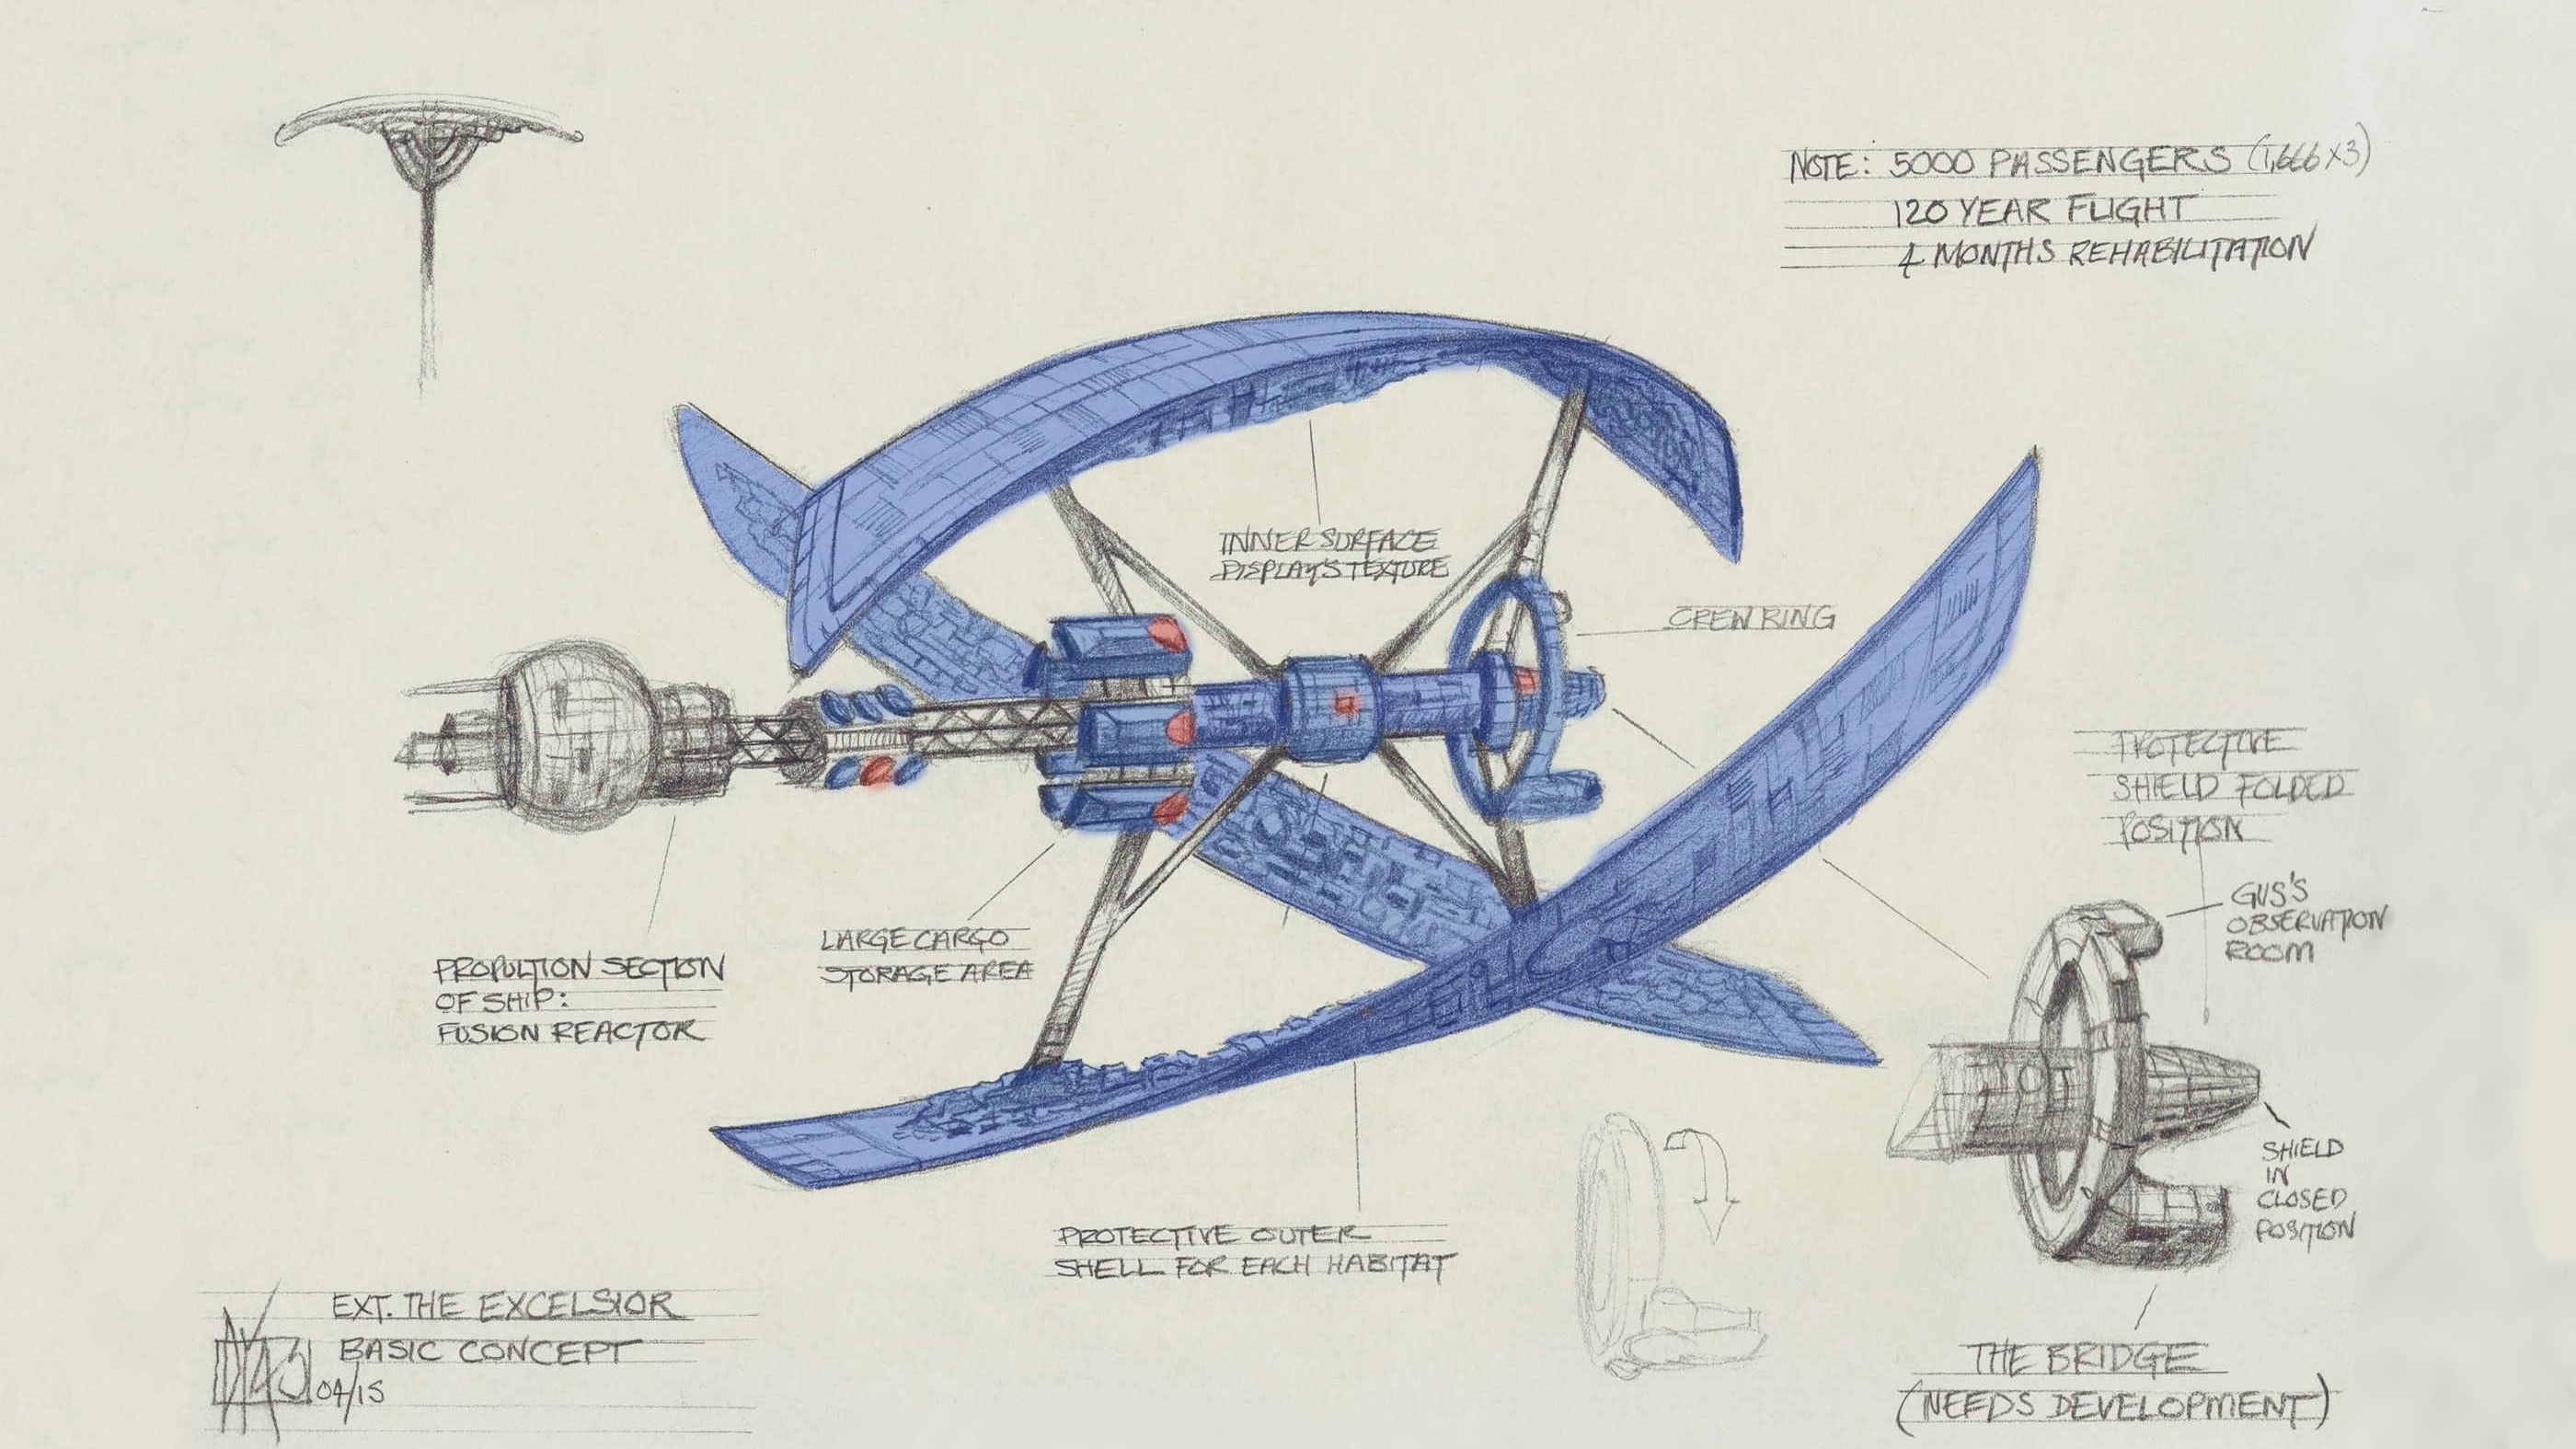 NOTE: 5000 PASSENGERS (1,666 X 3)
120 YEAR FLIGHT
4 MONTHS REHABILITATION
INNER SURFACE
DISPLAYS TEXTURE
CREW RING
PROTECTIVE
SHIELD FOLDED
POSITION
GUS'S
OBSERVATION
ROOM
LARGE CARGO
STORAGE AREA
PROPULTION SECTION
OF SHIP:
FUSION REACTOR
SHIELD
IN
CLOSED
POSITION
PROTECTIVE OUTER
SHELL FOR EACH HABITAT
EXT. THE EXCELSIOR
BASIC CONCEPT
04/15
THE BRIDGE
(NEEDS DEVELOPMENT)